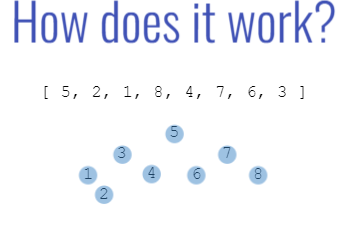 How does it work?
[ 5, 2, 1, 8, 4, 7, 6, 3 ]
5
3 7
1 4 6 8
2